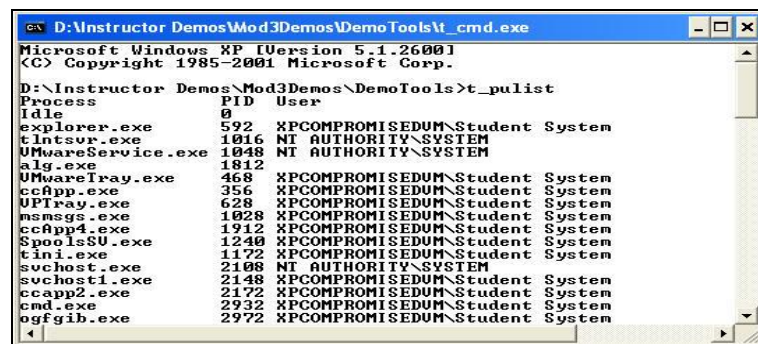 D:\Instructor Demos\Mod3Demos\DemoTools\t_cmd.exe
Microsoft Windows XP [Version 5.1.2600]
(C) Copyright 1985-2001 Microsoft Corp.
D:\Instructor Demos\Mod3Demos\DemoTools>t_pulist
Process PID User
Idle 0
explorer.exe 592 XPCOMPROMISEDVM\Student System
tlntsvr.exe 1016 NT AUTHORITY\SYSTEM
VMwareService.exe 1048 NT AUTHORITY\SYSTEM
alg.exe 1812
VMwareTray.exe 468 XPCOMPROMISEDVM\Student System
ccApp.exe 356 XPCOMPROMISEDVM\Student System
VPTray.exe 628 XPCOMPROMISEDVM\Student System
msmsgs.exe 1028 XPCOMPROMISEDVM\Student System
ccApp4.exe 1912 XPCOMPROMISEDVM\Student System
SpoolsSV.exe 1240 XPCOMPROMISEDVM\Student System
tini.exe 1172 XPCOMPROMISEDVM\Student System
svchost.exe 2108 NT AUTHORITY\SYSTEM
svchost1.exe 2148 XPCOMPROMISEDVM\Student System
ccapp2.exe 2172 XPCOMPROMISEDVM\Student System
cmd.exe 2932 XPCOMPROMISEDVM\Student System
ogfgib.exe 2972 XPCOMPROMISEDVM\Student System